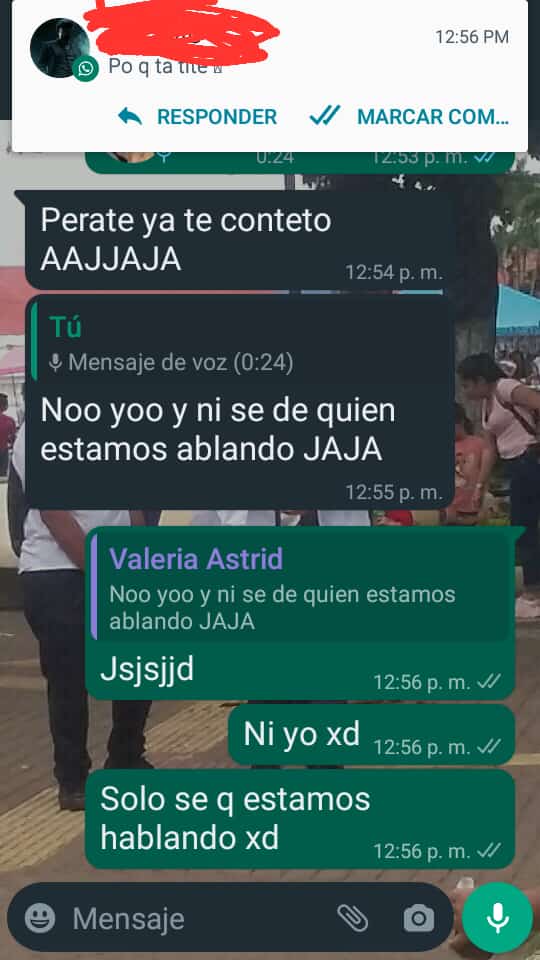 12:56 PM
Po q ta tite
RESPONDER
MARCAR COM...
0:24
12:53 p. m.
Perate ya te conteto
AAJJAJA
12:54 p. m.
Tú
Mensaje de voz (0:24)
Noo yoo y ni se de quien
estamos ablando JAJA
12:55 p. m.
Valeria Astrid
Noo yoo y ni se de quien estamos
ablando JAJA
Jsjsjjd
12:56 p. m.
Ni yo xd
12:56 p. m.
Solo se q estamos
hablando xd
12:56 p. m.
Mensaje